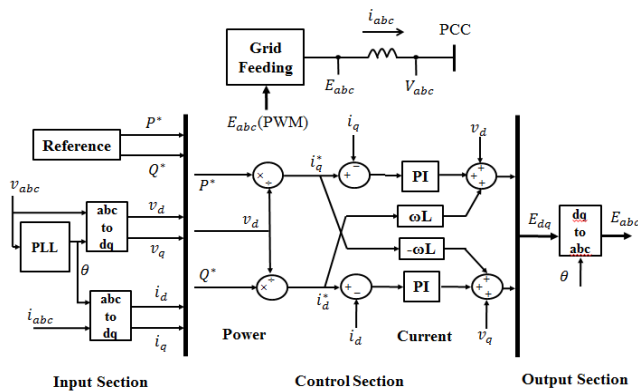 i_abc
PCC
Grid
Feeding
E_abc
V_abc
E_abc(PWM)
Reference
P*
Q*
v_abc
PLL
abc
to
dq
v_d
v_q
θ
i_abc
abc
to
dq
i_d
i_q
P*
v_d
Q*
× ÷
× ÷
i_q*
i_d*
i_q
+ −
PI
v_d
+ + +
ωL
-ωL
+ −
i_d
PI
+ + +
v_q
Power
Current
E_dq
dq
to
abc
E_abc
θ
Input Section
Control Section
Output Section